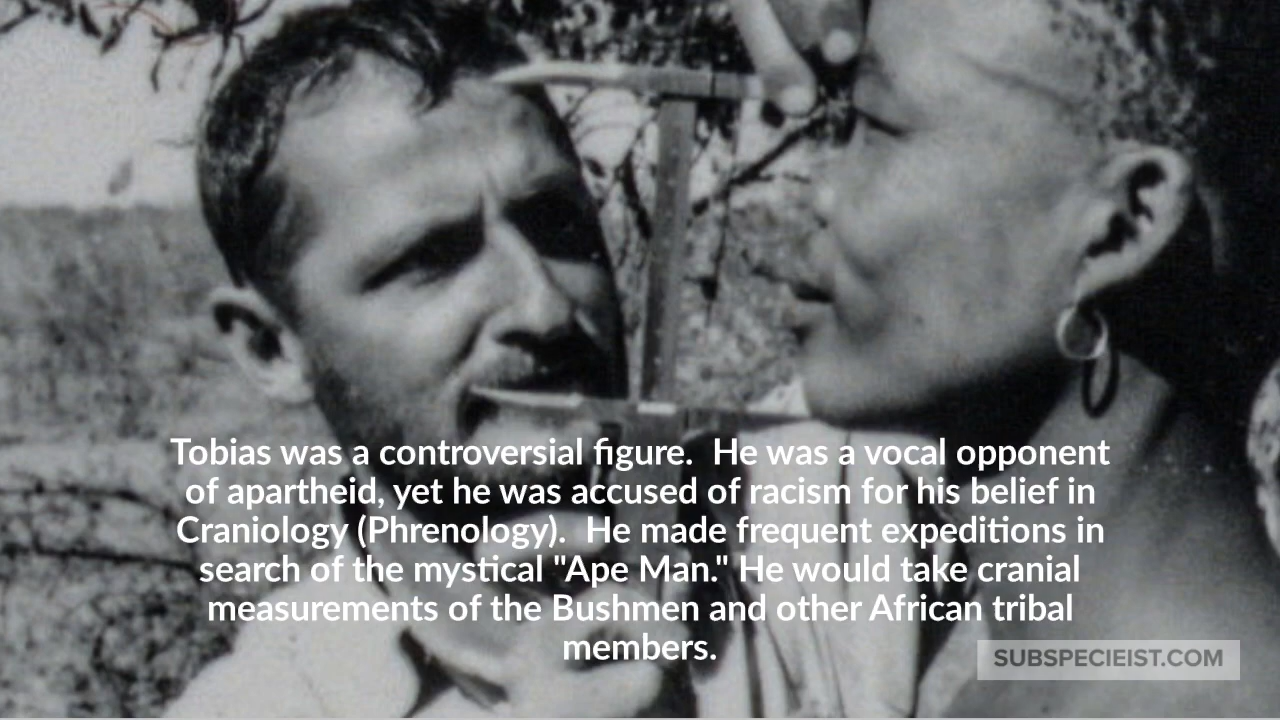 Tobias was a controversial figure.  He was a vocal opponent
of apartheid, yet he was accused of racism for his belief in
Craniology (Phrenology).  He made frequent expeditions in
search of the mystical "Ape Man." He would take cranial
measurements of the Bushmen and other African tribal
members.
SUBSPECIEIST.COM